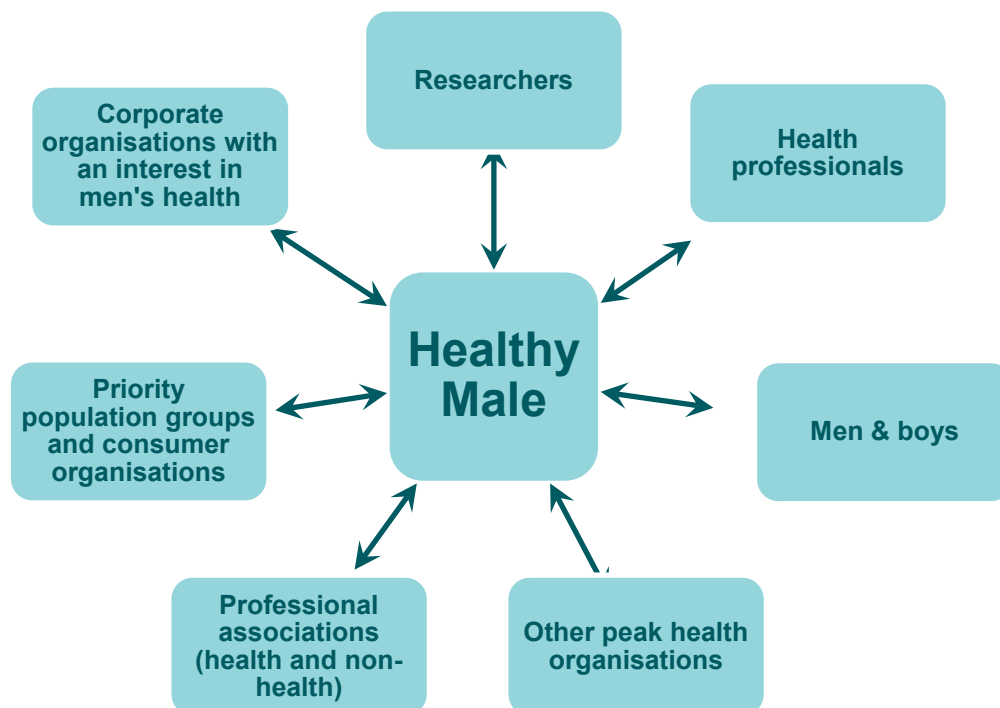 Researchers
Corporate
organisations with
an interest in
men's health
Health
professionals
Healthy
Male
Priority
population groups
and consumer
organisations
Men & boys
Professional
associations
(health and non-
health)
Other peak health
organisations